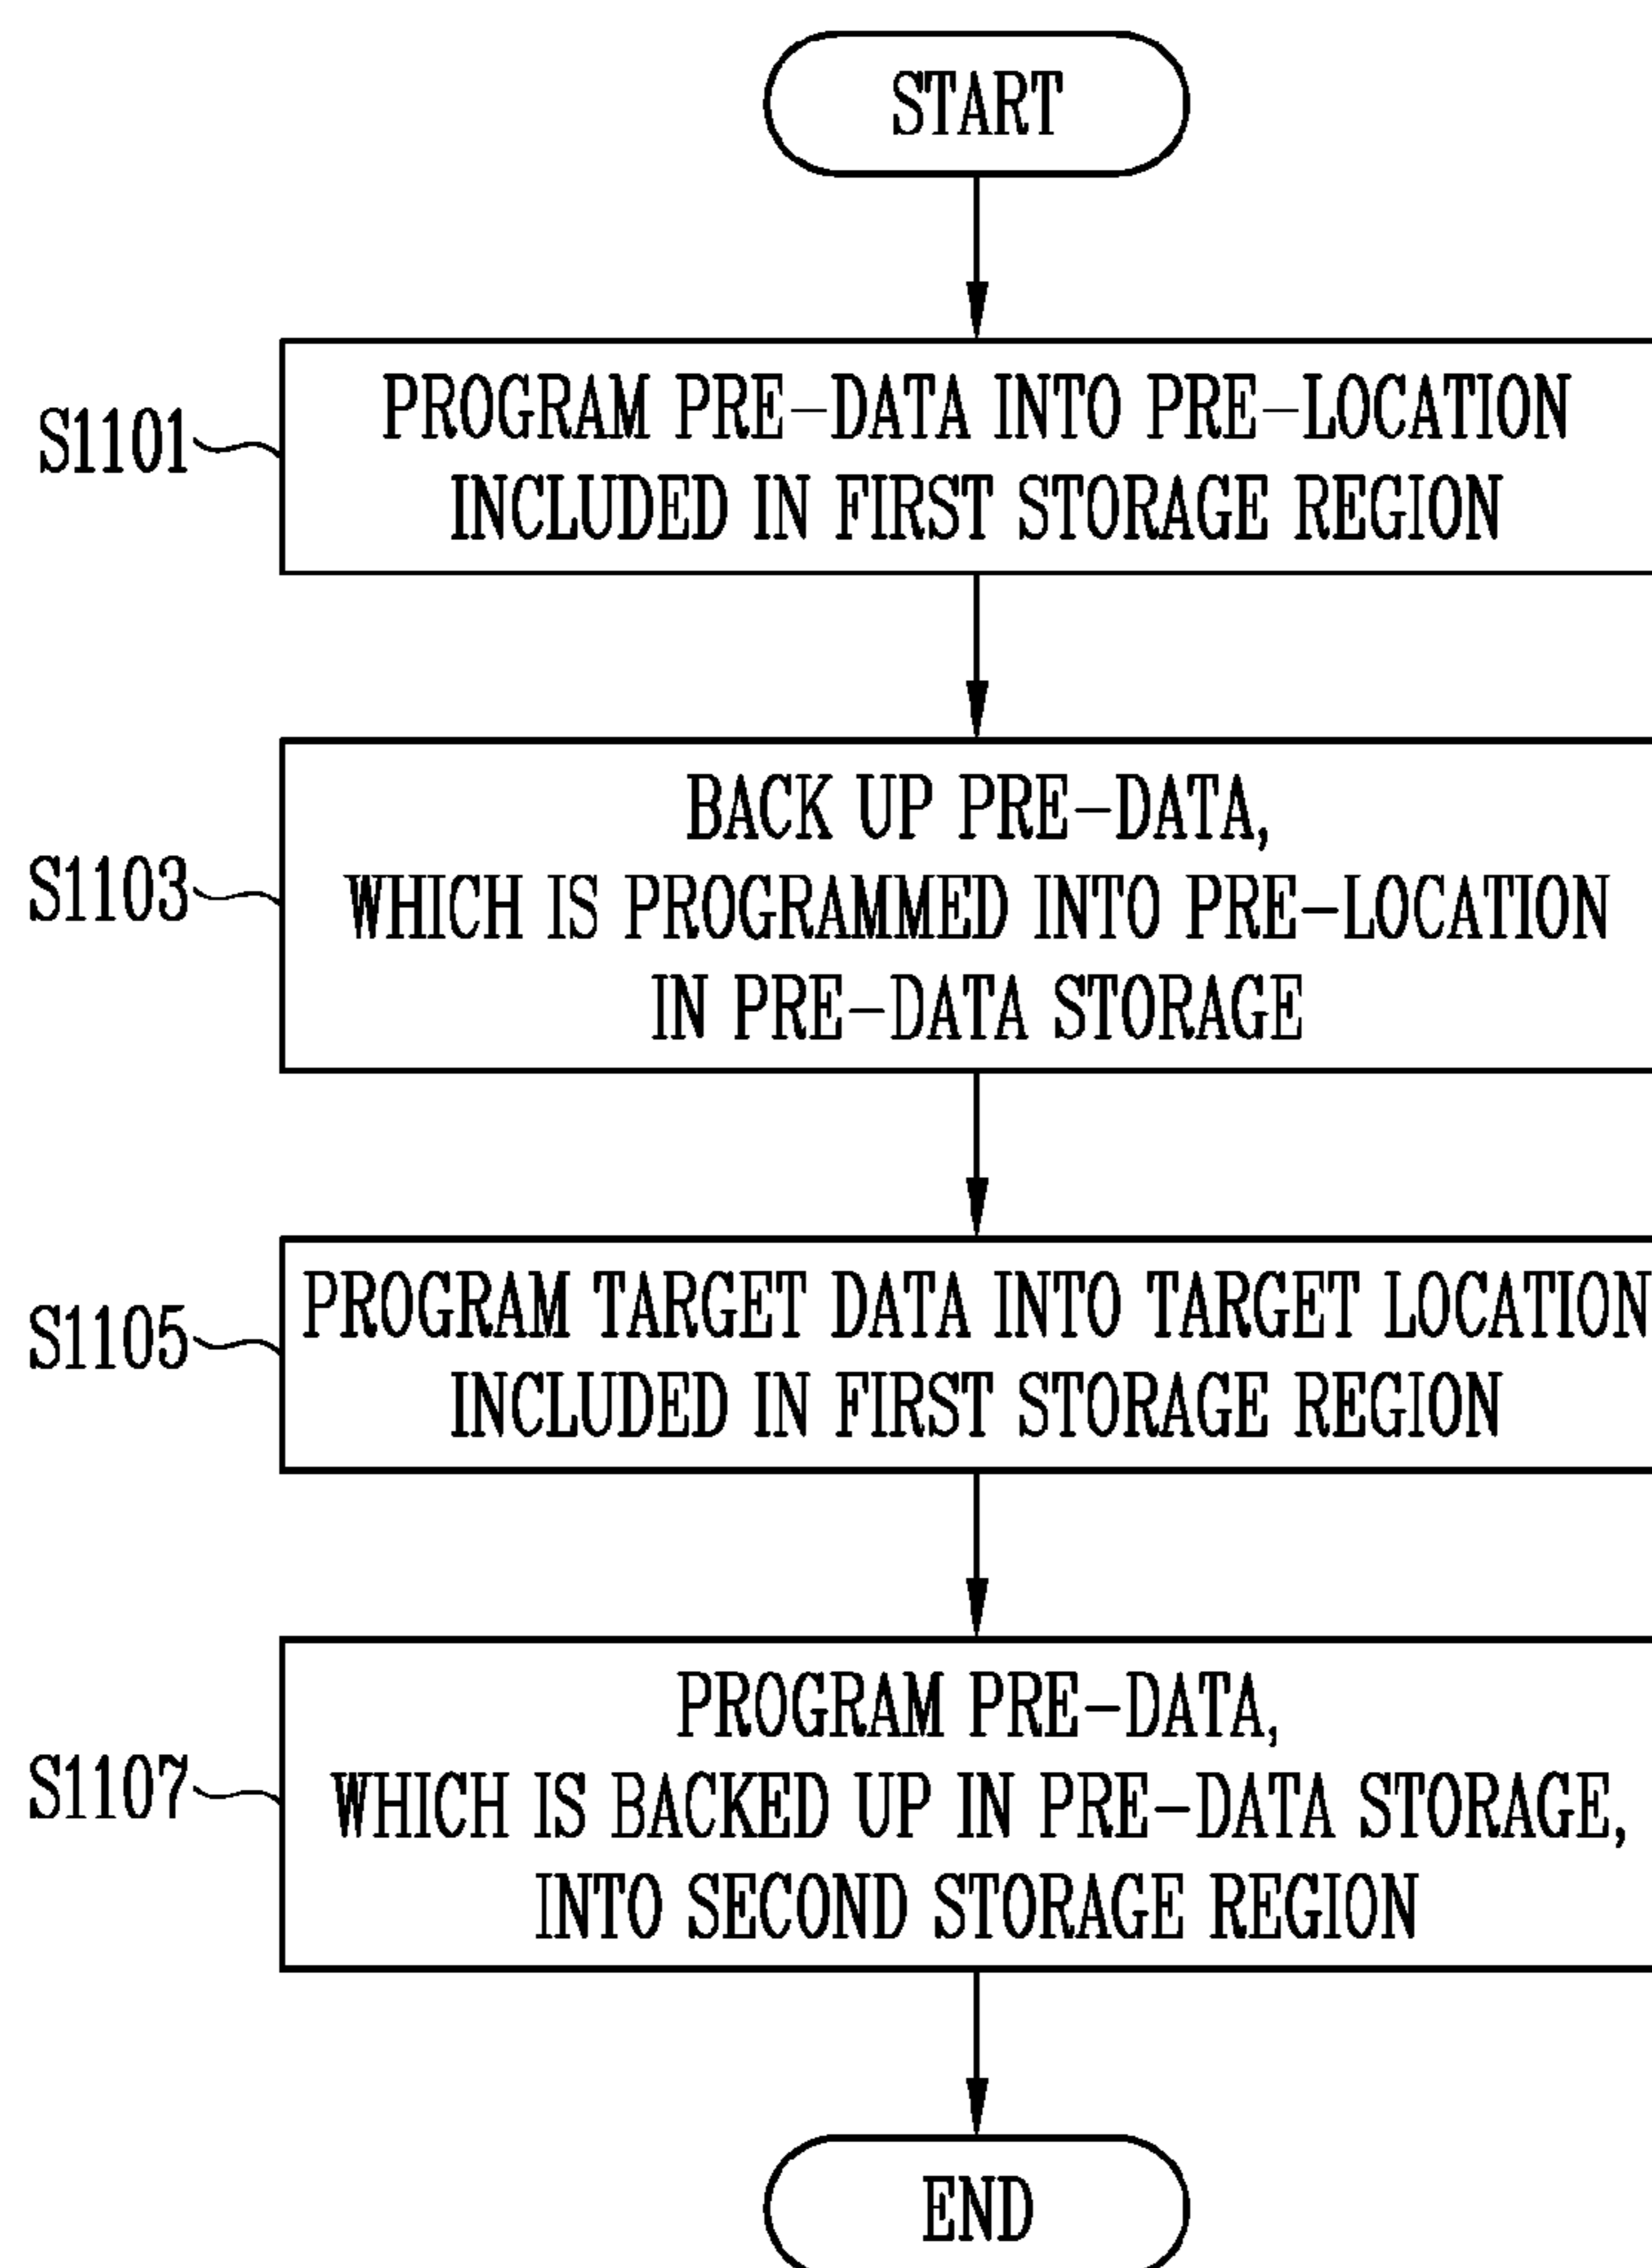 START
S1101
PROGRAM PRE-DATA INTO PRE-LOCATION
INCLUDED IN FIRST STORAGE REGION
S1103
BACK UP PRE-DATA,
WHICH IS PROGRAMMED INTO PRE-LOCATION
IN PRE-DATA STORAGE
S1105
PROGRAM TARGET DATA INTO TARGET LOCATION
INCLUDED IN FIRST STORAGE REGION
S1107
PROGRAM PRE-DATA,
WHICH IS BACKED UP IN PRE-DATA STORAGE,
INTO SECOND STORAGE REGION
END